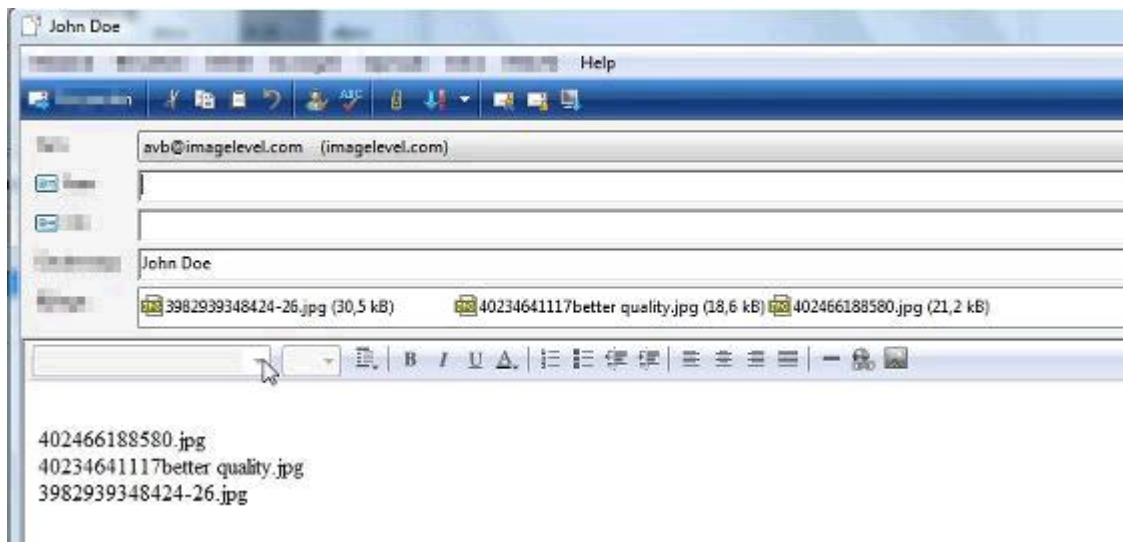 John Doe
Help
avb@imagelevel.com (imagelevel.com)
John Doe
3982939348424-26.jpg (30,5 kB) 40234641117better quality.jpg (18,6 kB) 402466188580.jpg (21,2 kB)
B I U A
402466188580.jpg
40234641117better quality.jpg
3982939348424-26.jpg